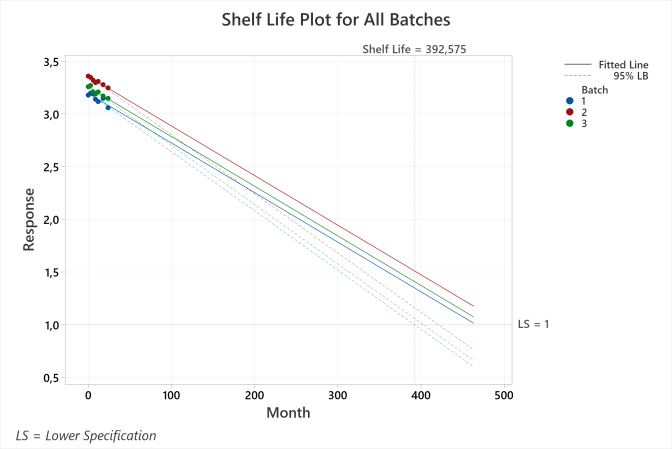 Shelf Life Plot for All Batches
Shelf Life = 392,575
3,5
3,0
2,5
2,0
1,5
1,0
0,5
Response
0
100
200
300
400
500
Month
LS = 1
Fitted Line
95% LB
Batch
1
2
3
LS = Lower Specification